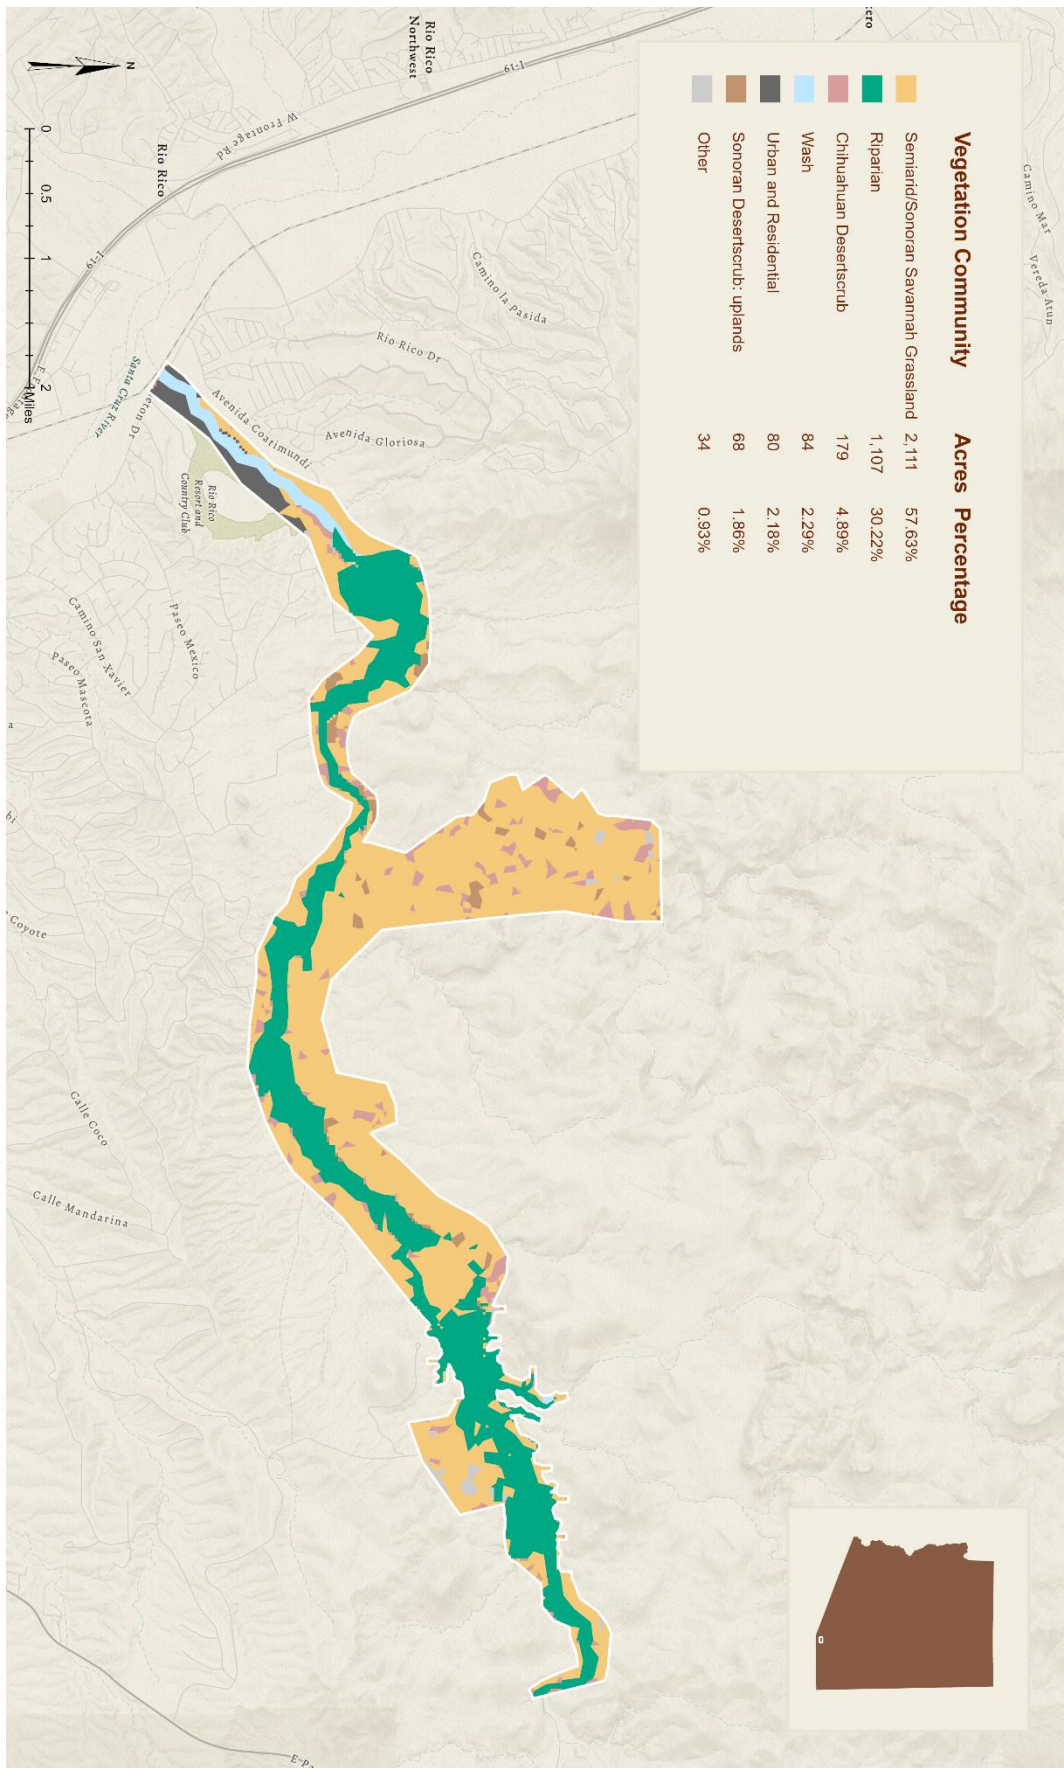 Vegetation Community Acres Percentage
Semiarid/Sonoran Savannah Grassland 2,111 57.63%
Riparian 1,107 30.22%
Chihuahuan Desertscrub 179 4.89%
Wash 84 2.29%
Urban and Residential 80 2.18%
Sonoran Desertscrub: uplands 68 1.86%
Other 34 0.93%
Camino Mar
Vereda Atun
Rio Rico
Northwest
I-19
W Frontage Rd
Rio Rico
I-19
Camino la Pasida
Rio Rico Dr
Avenida Gloriosa
Avenida Coatimundi
Santa Cruz River
Rio Rico
Resort and
Country Club
Paseo Mexico
Camino San Xavier
Paseo Mascota
Coyote
Calle Coco
Calle Mandarina
N
0 0.5 1 2
Miles